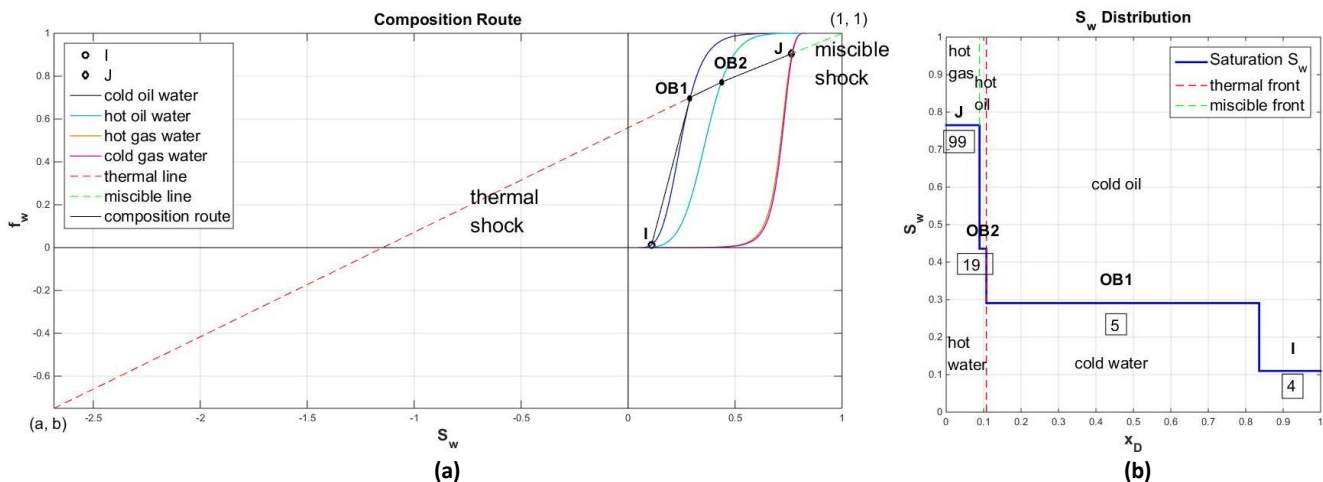 Composition Route
(1, 1)
I
J
cold oil water
hot oil water
hot gas water
cold gas water
thermal line
miscible line
composition route
1
0.8
0.6
0.4
0.2
0
-0.2
-0.4
-0.6
f_w
J
miscible
shock
OB2
OB1
thermal
shock
I
-2.5
-2
-1.5
-1
-0.5
0
0.5
1
(a, b)
S_w
(a)
S_w Distribution
Saturation S_w
thermal front
miscible front
1
0.9
0.8
0.7
0.6
0.5
0.4
0.3
0.2
0.1
0
S_w
hot
gas
hot
oil
J
99
cold oil
OB2
19
OB1
5
hot
water
cold water
I
4
0
0.1
0.2
0.3
0.4
0.5
0.6
0.7
0.8
0.9
1
x_D
(b)